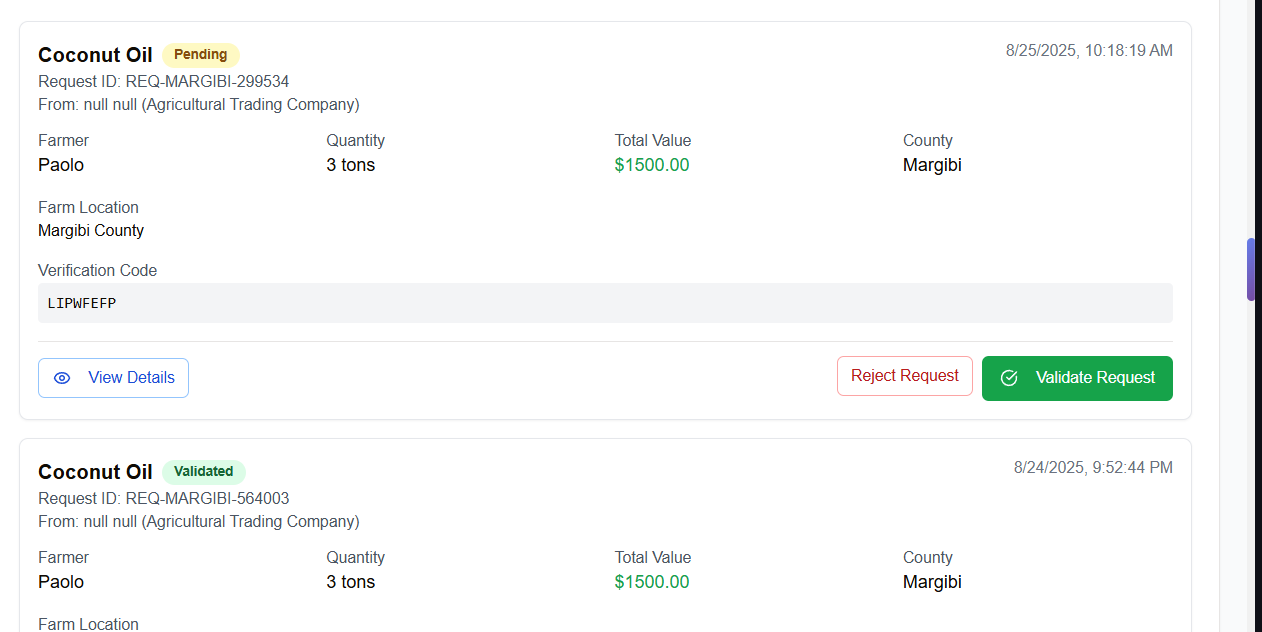 Coconut Oil Pending 8/25/2025, 10:18:19 AM
Request ID: REQ-MARGIBI-299534
From: null null (Agricultural Trading Company)
Farmer Quantity Total Value County
Paolo 3 tons $1500.00 Margibi
Farm Location
Margibi County
Verification Code
LIPWFEFP
View Details Reject Request Validate Request
Coconut Oil Validated 8/24/2025, 9:52:44 PM
Request ID: REQ-MARGIBI-564003
From: null null (Agricultural Trading Company)
Farmer Quantity Total Value County
Paolo 3 tons $1500.00 Margibi
Farm Location